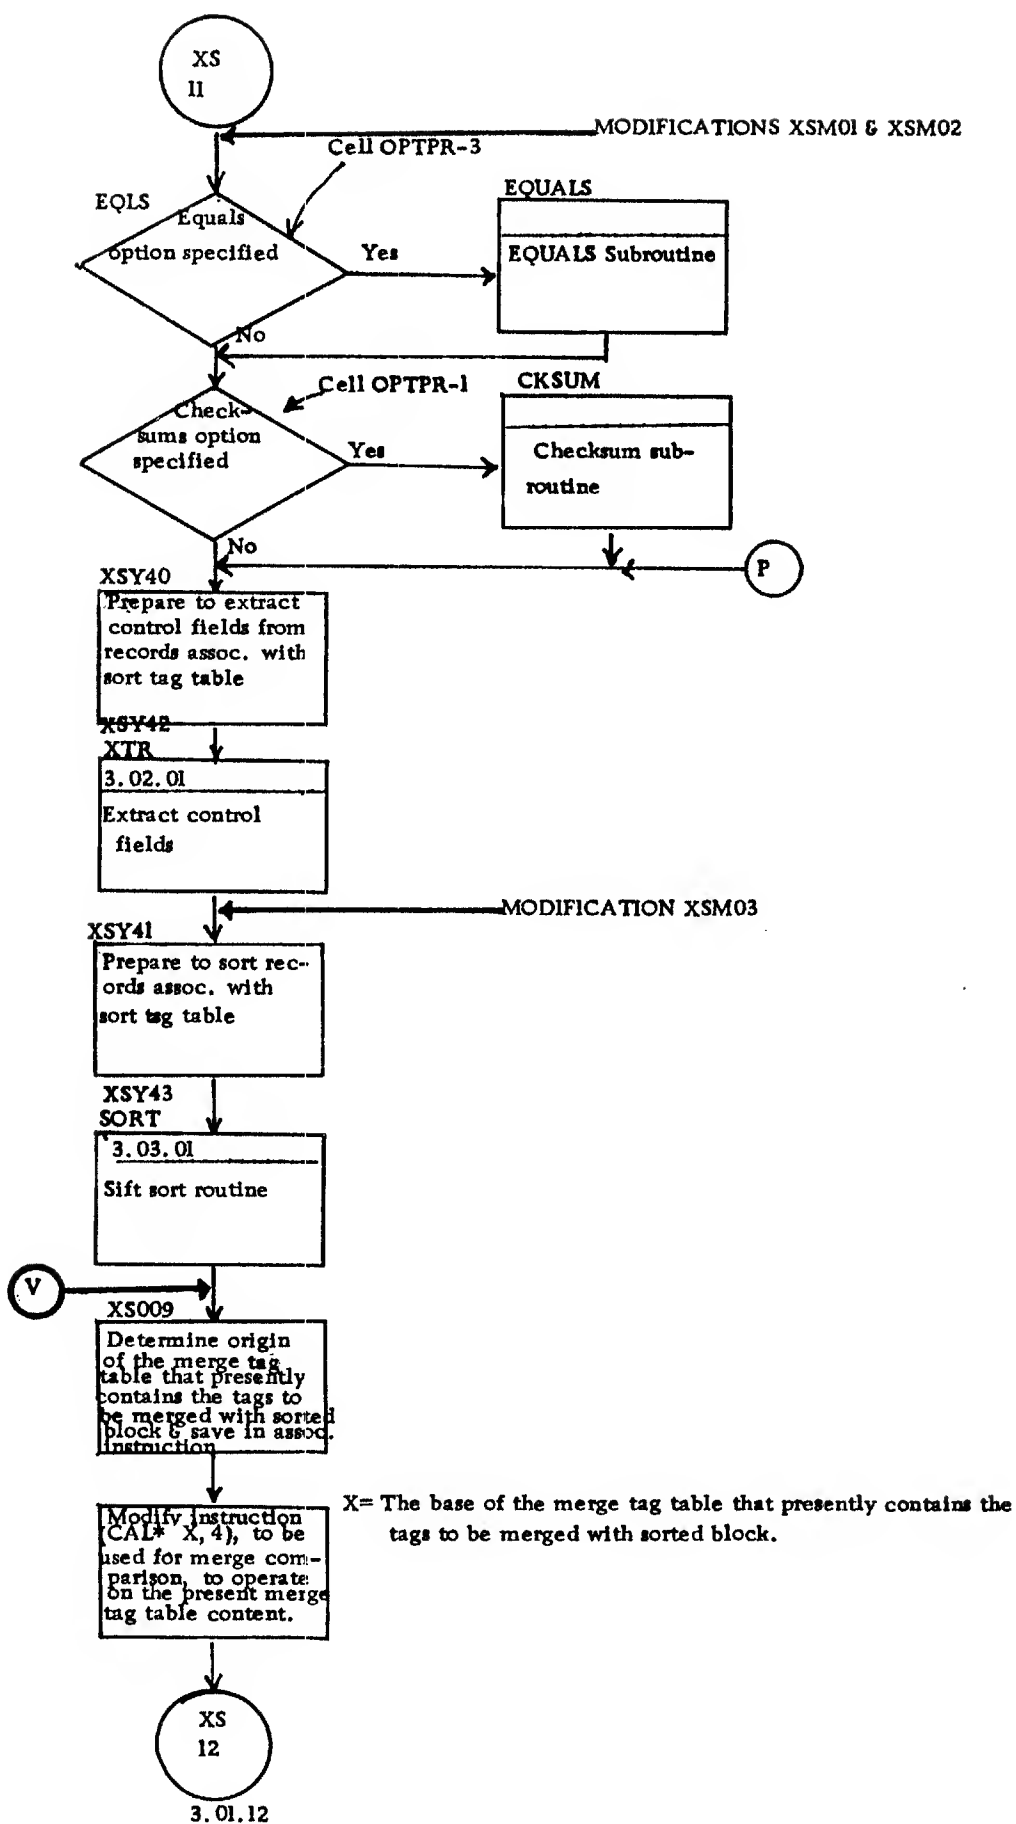 XS
11
MODIFICATIONS XSM01 & XSM02
Cell OPTPR-3
EQLS
Equals
option specified
Yes
EQUALS
EQUALS Subroutine
No
Cell OPTPR-1
Check-
sums option
specified
Yes
CKSUM
Checksum sub-
routine
No
P
XSY40
Prepare to extract
control fields from
records assoc. with
sort tag table
XSY42
XTR
3.02.01
Extract control
fields
MODIFICATION XSM03
XSY41
Prepare to sort rec-
ords assoc. with
sort tag table
XSY43
SORT
3.03.01
Sift sort routine
V
XS009
Determine origin
of the merge tag
table that presently
contains the tags to
be merged with sorted
block & save in assoc.
instruction
Modify instruction
(CAL* X,4), to be
used for merge com-
parison, to operate
on the present merge
tag table content.
X= The base of the merge tag table that presently contains the
tags to be merged with sorted block.
XS
12
3.01.12